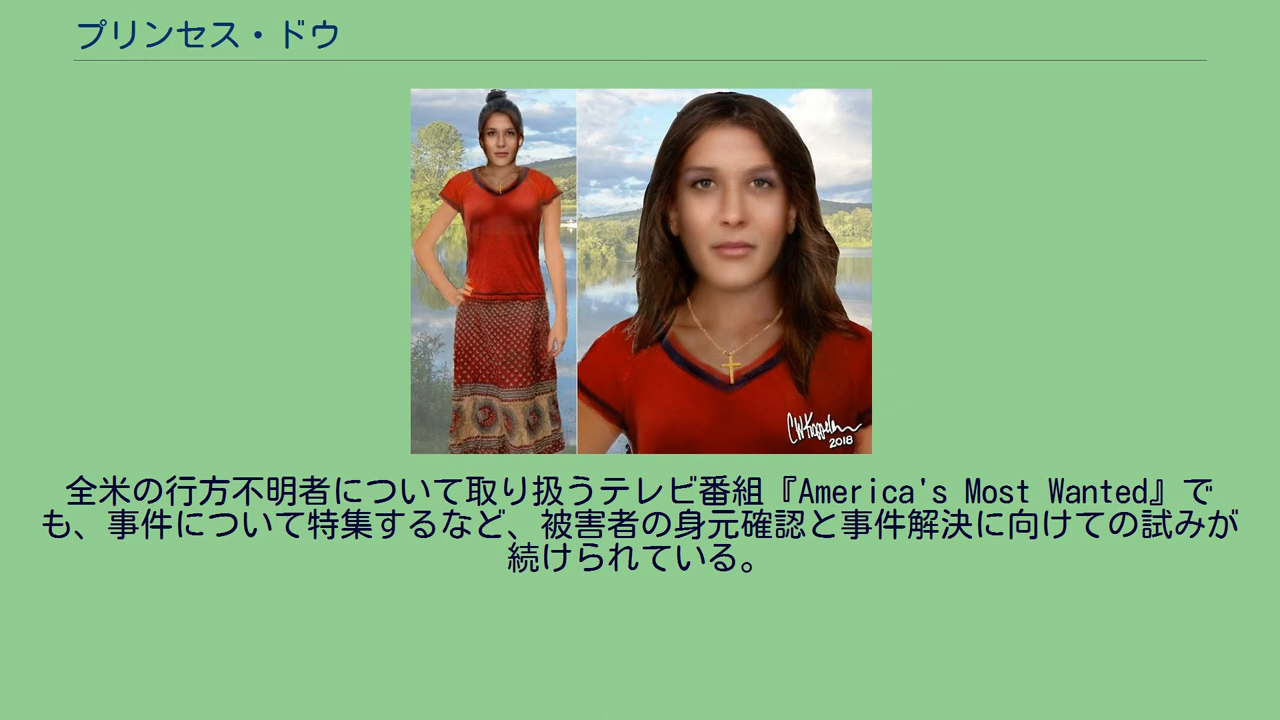 プリンセス・ドウ
2018
全米の行方不明者について取り扱うテレビ番組『America's Most Wanted』で
も、事件について特集するなど、被害者の身元確認と事件解決に向けての試みが
続けられている。